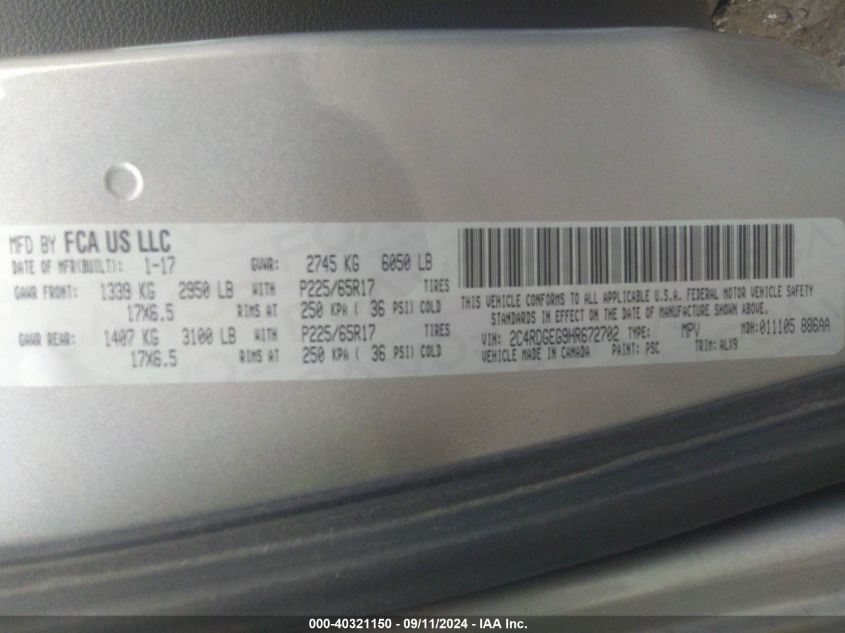 MFD BY FCA US LLC
DATE OF MFR(BUILT): 1-17 GVWR: 2745 KG 6050 LB
GAWR FRONT: 1339 KG 2950 LB WITH P225/65R17 TIRES
17X6.5 RIMS AT 250 KPA ( 36 PSI) COLD
GAWR REAR: 1407 KG 3100 LB WITH P225/65R17 TIRES
17X6.5 RIMS AT 250 KPA ( 36 PSI) COLD
THIS VEHICLE CONFORMS TO ALL APPLICABLE U.S.A. FEDERAL MOTOR VEHICLE SAFETY
STANDARDS IN EFFECT ON THE DATE OF MANUFACTURE SHOWN ABOVE.
VIN: 2C4RDGEG9HR672702 TYPE: MPV MDH:011105 886AA
VEHICLE MADE IN CANADA PAINT: PSC TRIM: ALX9
000-40321150 - 09/11/2024 - IAA Inc.